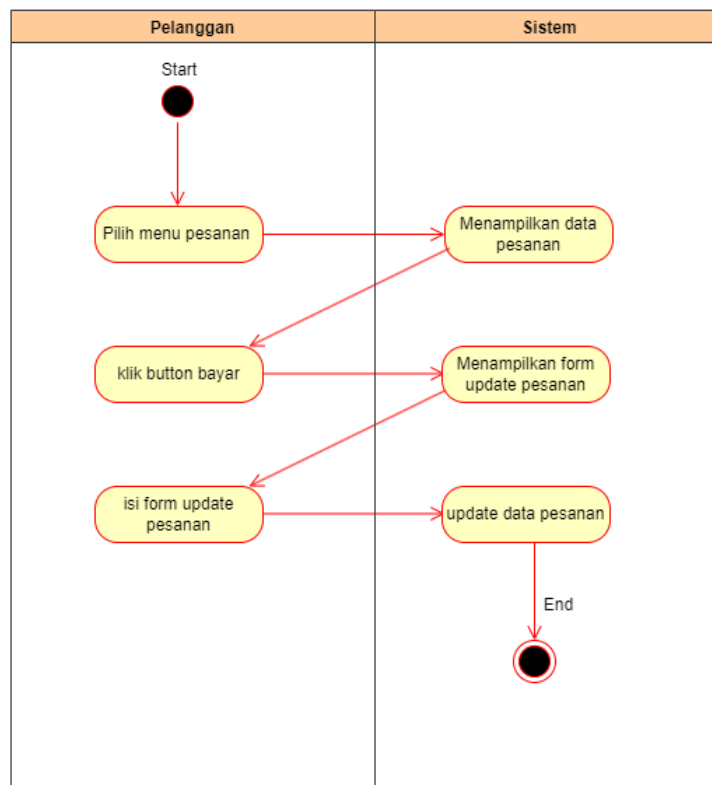 Pelanggan
Sistem
Start
Pilih menu pesanan
Menampilkan data
pesanan
klik button bayar
Menampilkan form
update pesanan
isi form update
pesanan
update data pesanan
End